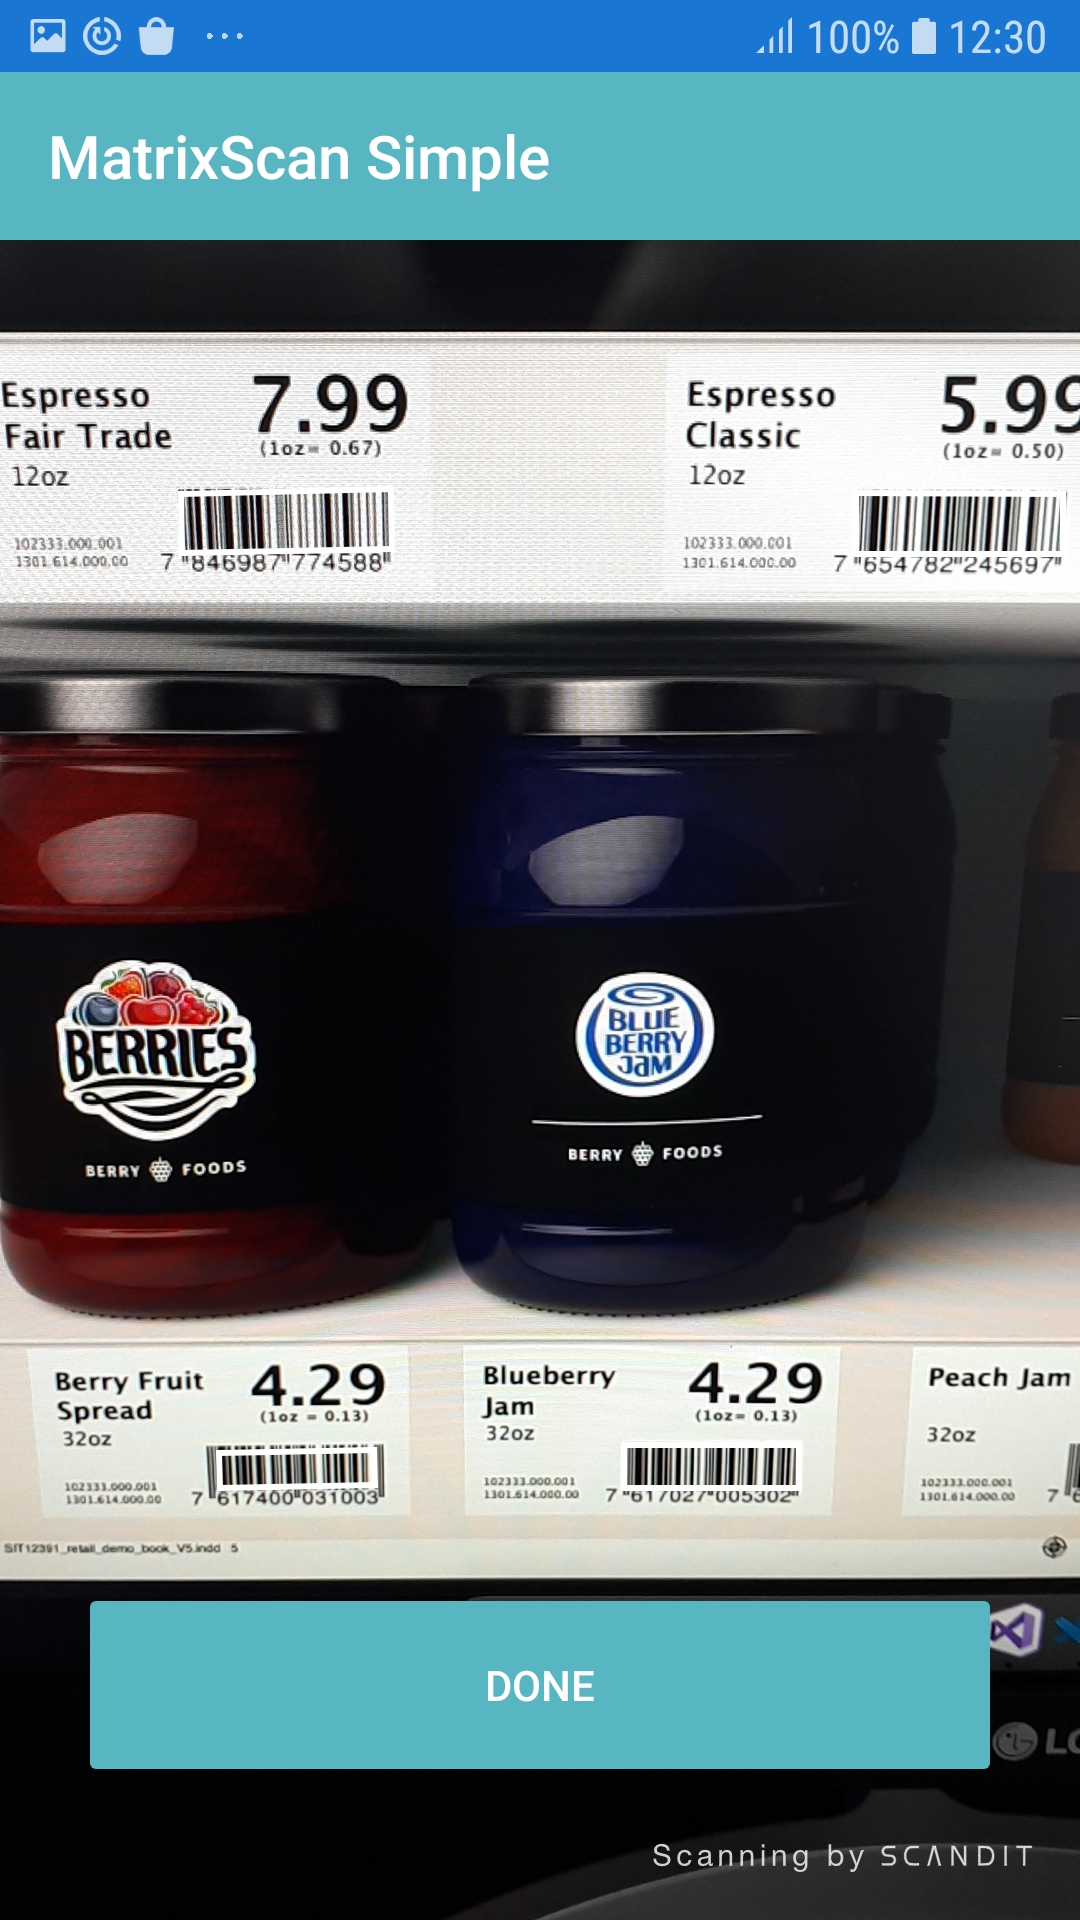 100% 12:30
MatrixScan Simple
Espresso
Fair Trade
12oz
7.99
(1oz= 0.67)
102333.000.001
1301.614.000.00
7 "846987"774588"
Espresso
Classic
12oz
5.99
(1oz= 0.50)
102333.000.001
1301.614.000.00
7 "654782"245697"
BERRIES
BERRY FOODS
BLUE
BERRY
JaM
BERRY FOODS
Berry Fruit
Spread
32oz
4.29
(1oz = 0.13)
102333.000.001
1301.614.000.00
7 617400"031003
Blueberry
Jam
32oz
4.29
(1oz= 0.13)
102333.000.001
1301.614.000.00
7 "617027"005302"
Peach Jam
32oz
102333.000.001
1301.614.000.00
7
SIT12391_retail_demo_book_V5.indd 5
DONE
LG
Scanning by SCANDIT